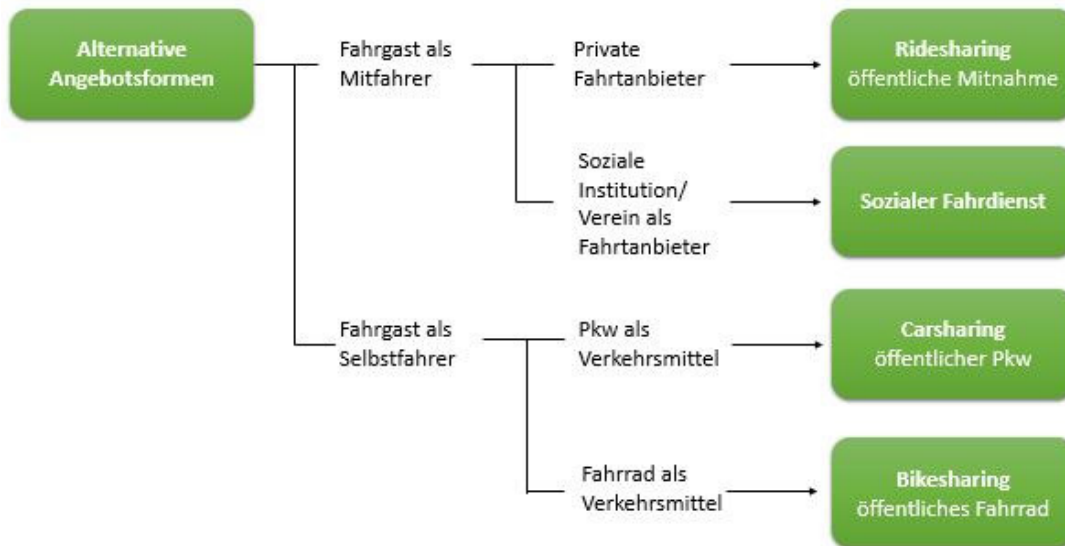 Alternative
Angebotsformen
Fahrgast als
Mitfahrer
Private
Fahrtanbieter
Ridesharing
öffentliche Mitnahme
Soziale
Institution/
Verein als
Fahrtanbieter
Sozialer Fahrdienst
Fahrgast als
Selbstfahrer
Pkw als
Verkehrsmittel
Carsharing
öffentlicher Pkw
Fahrrad als
Verkehrsmittel
Bikesharing
öffentliches Fahrrad